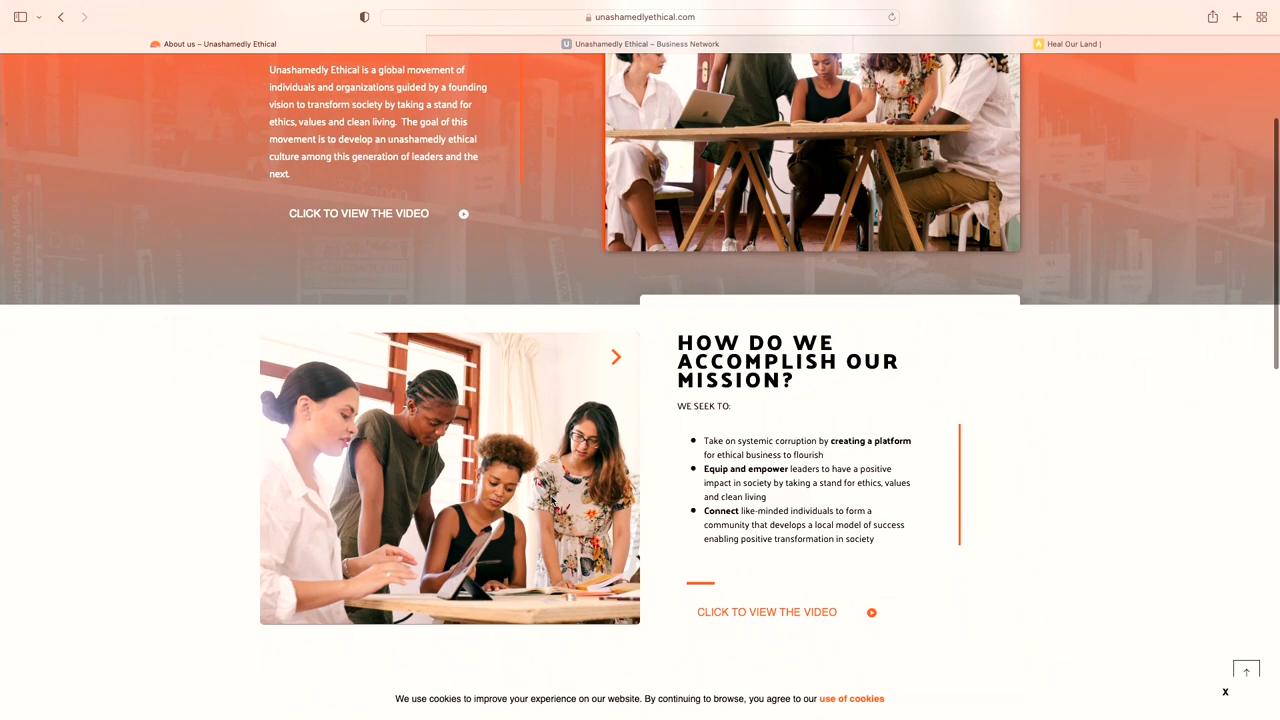 unashamedlyethical.com
About us – Unashamedly Ethical
Unashamedly Ethical – Business Network
Heal Our Land |
Unashamedly Ethical is a global movement of
individuals and organizations guided by a founding
vision to transform society by taking a stand for
ethics, values and clean living. The goal of this
movement is to develop an unashamedly ethical
culture among this generation of leaders and the
next.
CLICK TO VIEW THE VIDEO
HOW DO WE
ACCOMPLISH OUR
MISSION?
WE SEEK TO:
Take on systemic corruption by creating a platform
for ethical business to flourish
Equip and empower leaders to have a positive
impact in society by taking a stand for ethics, values
and clean living
Connect like-minded individuals to form a
community that develops a local model of success
enabling positive transformation in society
CLICK TO VIEW THE VIDEO
We use cookies to improve your experience on our website. By continuing to browse, you agree to our use of cookies
X